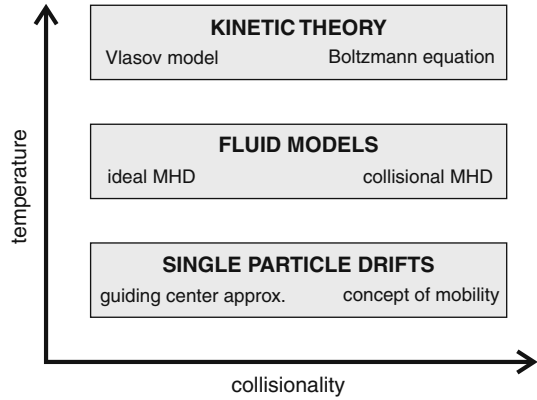 KINETIC THEORY
Vlasov model Boltzmann equation
FLUID MODELS
ideal MHD collisional MHD
SINGLE PARTICLE DRIFTS
guiding center approx. concept of mobility
temperature
collisionality